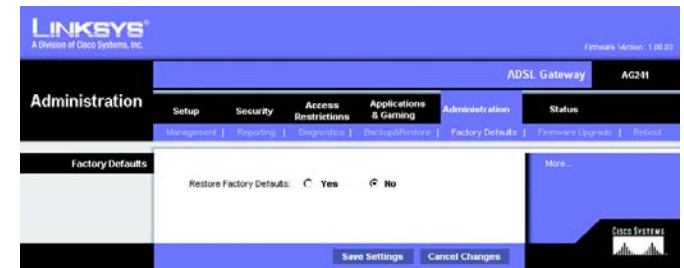 LINKSYS®
A Division of Cisco Systems, Inc.
Firmware Version: 1.00.03
ADSL Gateway AG241
Administration
Setup Security Access Restrictions Applications & Gaming Administration Status
Management | Reporting | Diagnostics | Backup&Restore | Factory Defaults | Firmware Upgrade | Reboot
Factory Defaults
More...
Restore Factory Defaults: Yes No
CISCO SYSTEMS
Save Settings Cancel Changes